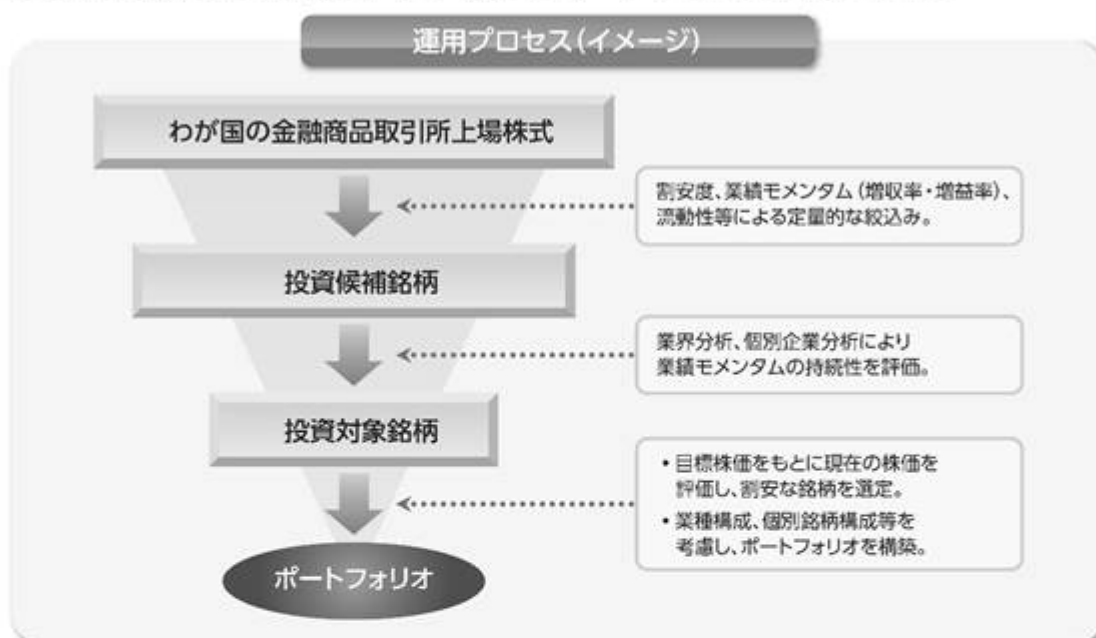 運用プロセス(イメージ)
わが国の金融商品取引所上場株式
割安度、業績モメンタム(増収率・増益率)、
流動性等による定量的な絞込み。
投資候補銘柄
業界分析、個別企業分析により
業績モメンタムの持続性を評価。
投資対象銘柄
・目標株価をもとに現在の株価を
評価し、割安な銘柄を選定。
・業種構成、個別銘柄構成等を
考慮し、ポートフォリオを構築。
ポートフォリオ